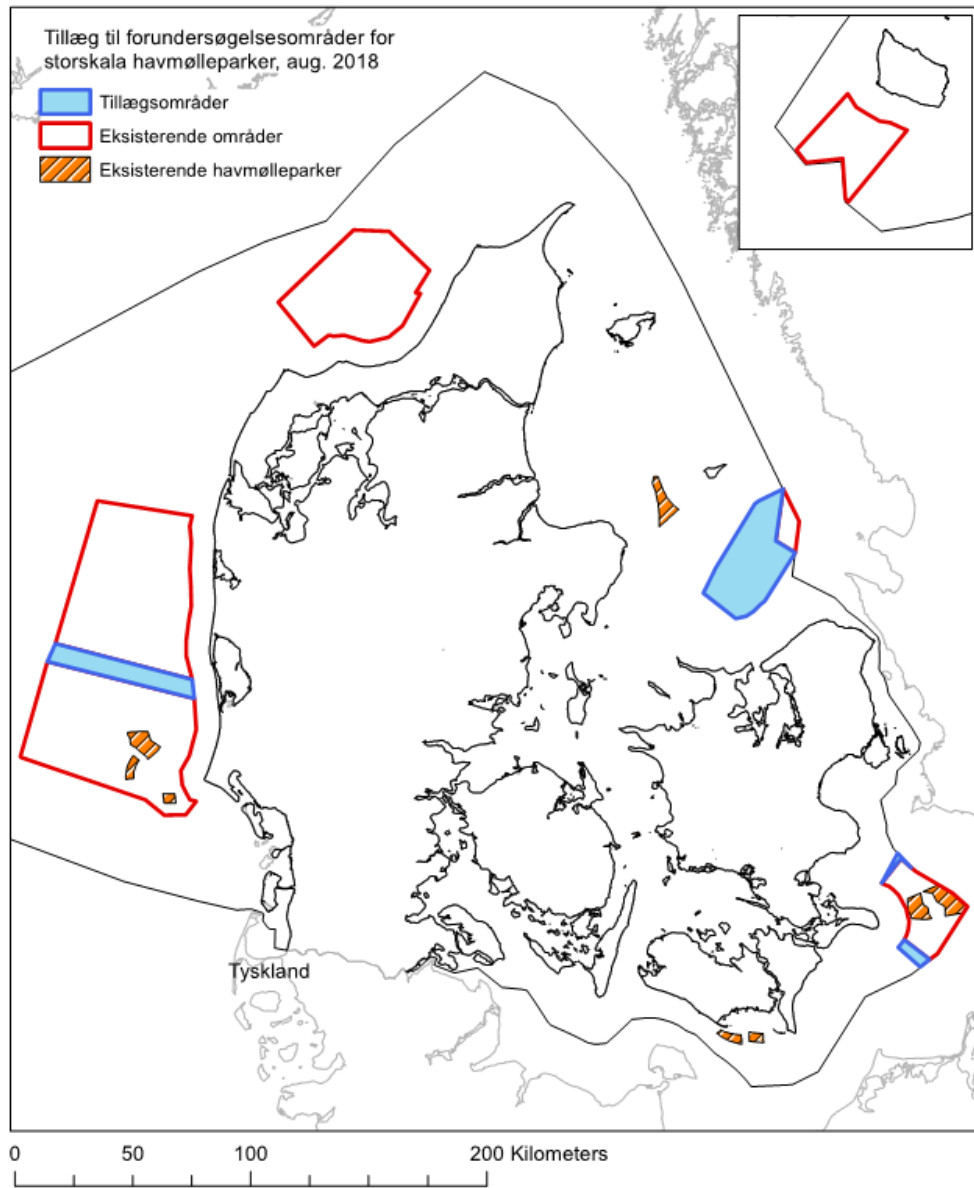 Tillæg til forundersøgelsesområder for
storskala havmølleparker, aug. 2018
Tillægsområder
Eksisterende områder
Eksisterende havmølleparker
Tyskland
0 50 100 200 Kilometers